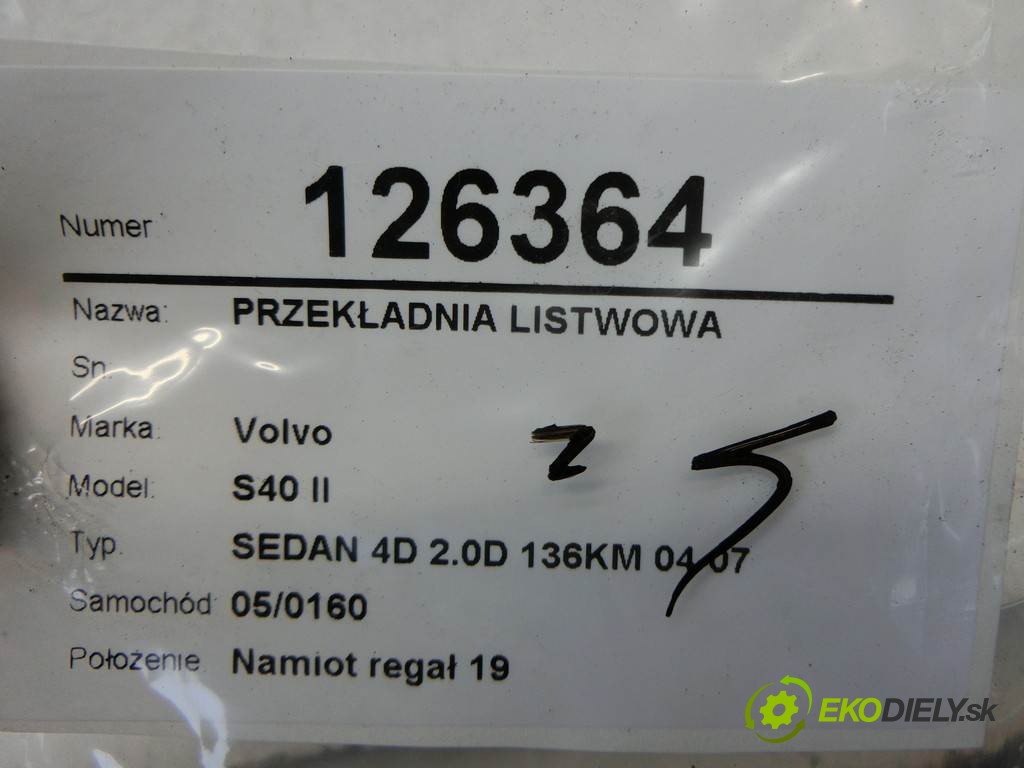 Numer 126364
Nazwa: PRZEKŁADNIA LISTWOWA
Sn:
Marka: Volvo
Model: S40 II
Typ: SEDAN 4D 2.0D 136KM 04-07
Samochód 05/0160
Położenie Namiot regał 19
EKODIELY.sk